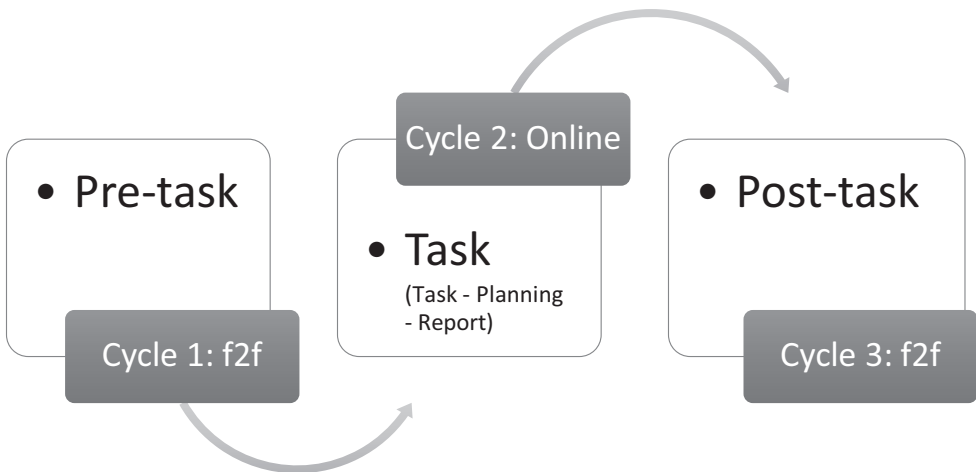 • Pre-task
Cycle 1: f2f
Cycle 2: Online
• Task
(Task - Planning
- Report)
• Post-task
Cycle 3: f2f